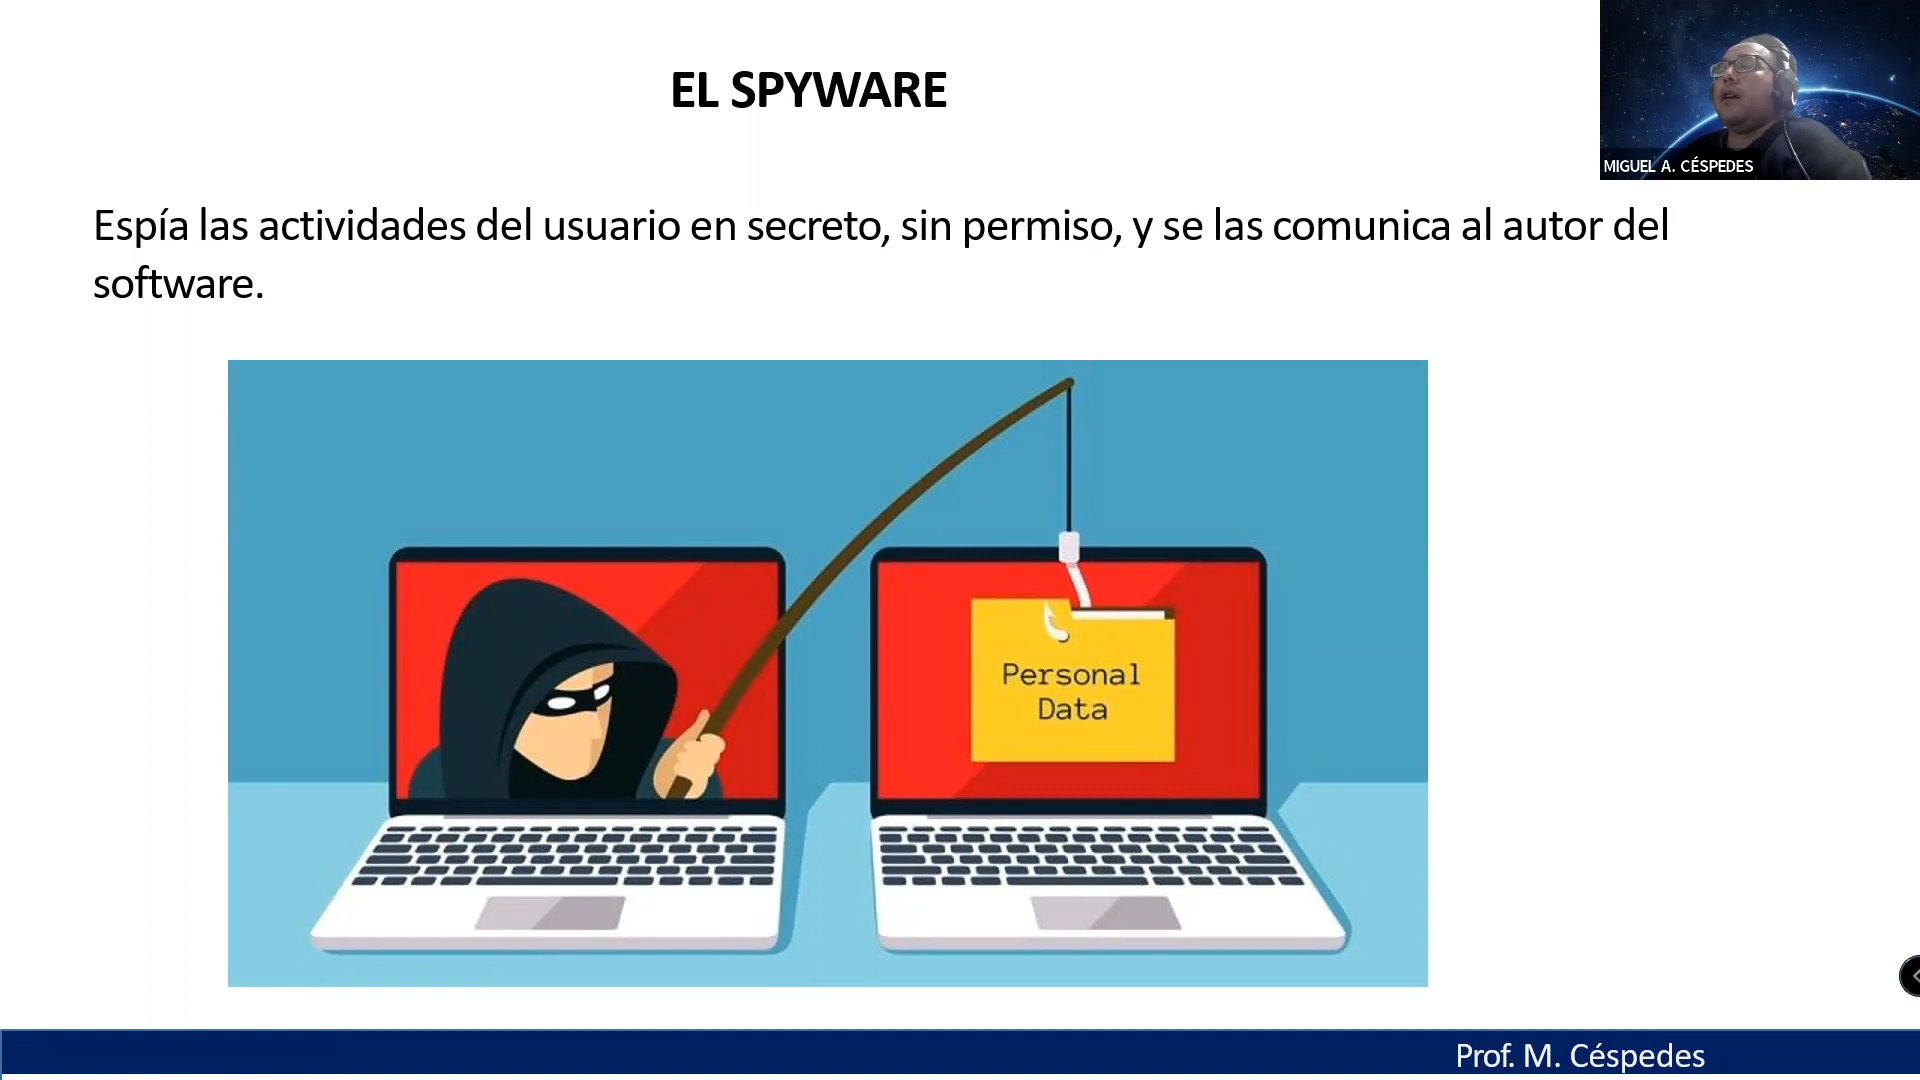 EL SPYWARE
MIGUEL A. CÉSPEDES
Espía las actividades del usuario en secreto, sin permiso, y se las comunica al autor del
software.
Personal
Data
Prof. M. Céspedes